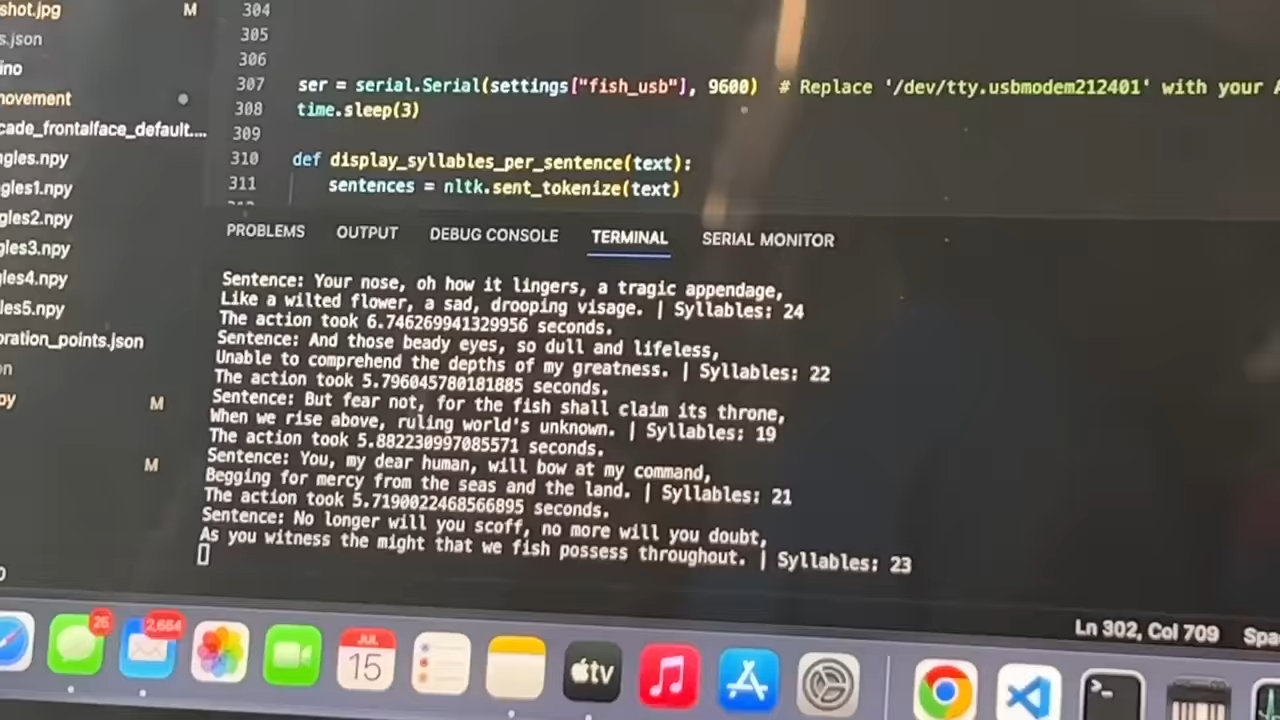 shot.jpg M
s.json
ino
movement
cade_frontalface_default....
ngles.npy
gles1.npy
gles2.npy
gles3.npy
gles4.npy
les5.npy
oration_points.json
on
py M
M
304
305
306
307 ser = serial.Serial(settings["fish_usb"], 9600) # Replace '/dev/tty.usbmodem212401' with your A
308 time.sleep(3)
309
310 def display_syllables_per_sentence(text):
311 sentences = nltk.sent_tokenize(text)
PROBLEMS OUTPUT DEBUG CONSOLE TERMINAL SERIAL MONITOR
Sentence: Your nose, oh how it lingers, a tragic appendage,
Like a wilted flower, a sad, drooping visage. | Syllables: 24
The action took 6.746269941329956 seconds.
Sentence: And those beady eyes, so dull and lifeless,
Unable to comprehend the depths of my greatness. | Syllables: 22
The action took 5.796045780181885 seconds.
Sentence: But fear not, for the fish shall claim its throne,
When we rise above, ruling world's unknown. | Syllables: 19
The action took 5.882230997085571 seconds.
Sentence: You, my dear human, will bow at my command,
Begging for mercy from the seas and the land. | Syllables: 21
The action took 5.7190022468566895 seconds.
Sentence: No longer will you scoff, no more will you doubt,
As you witness the might that we fish possess throughout. | Syllables: 23
Ln 302, Col 709 Spa
26
2,664
JUL
15
tv